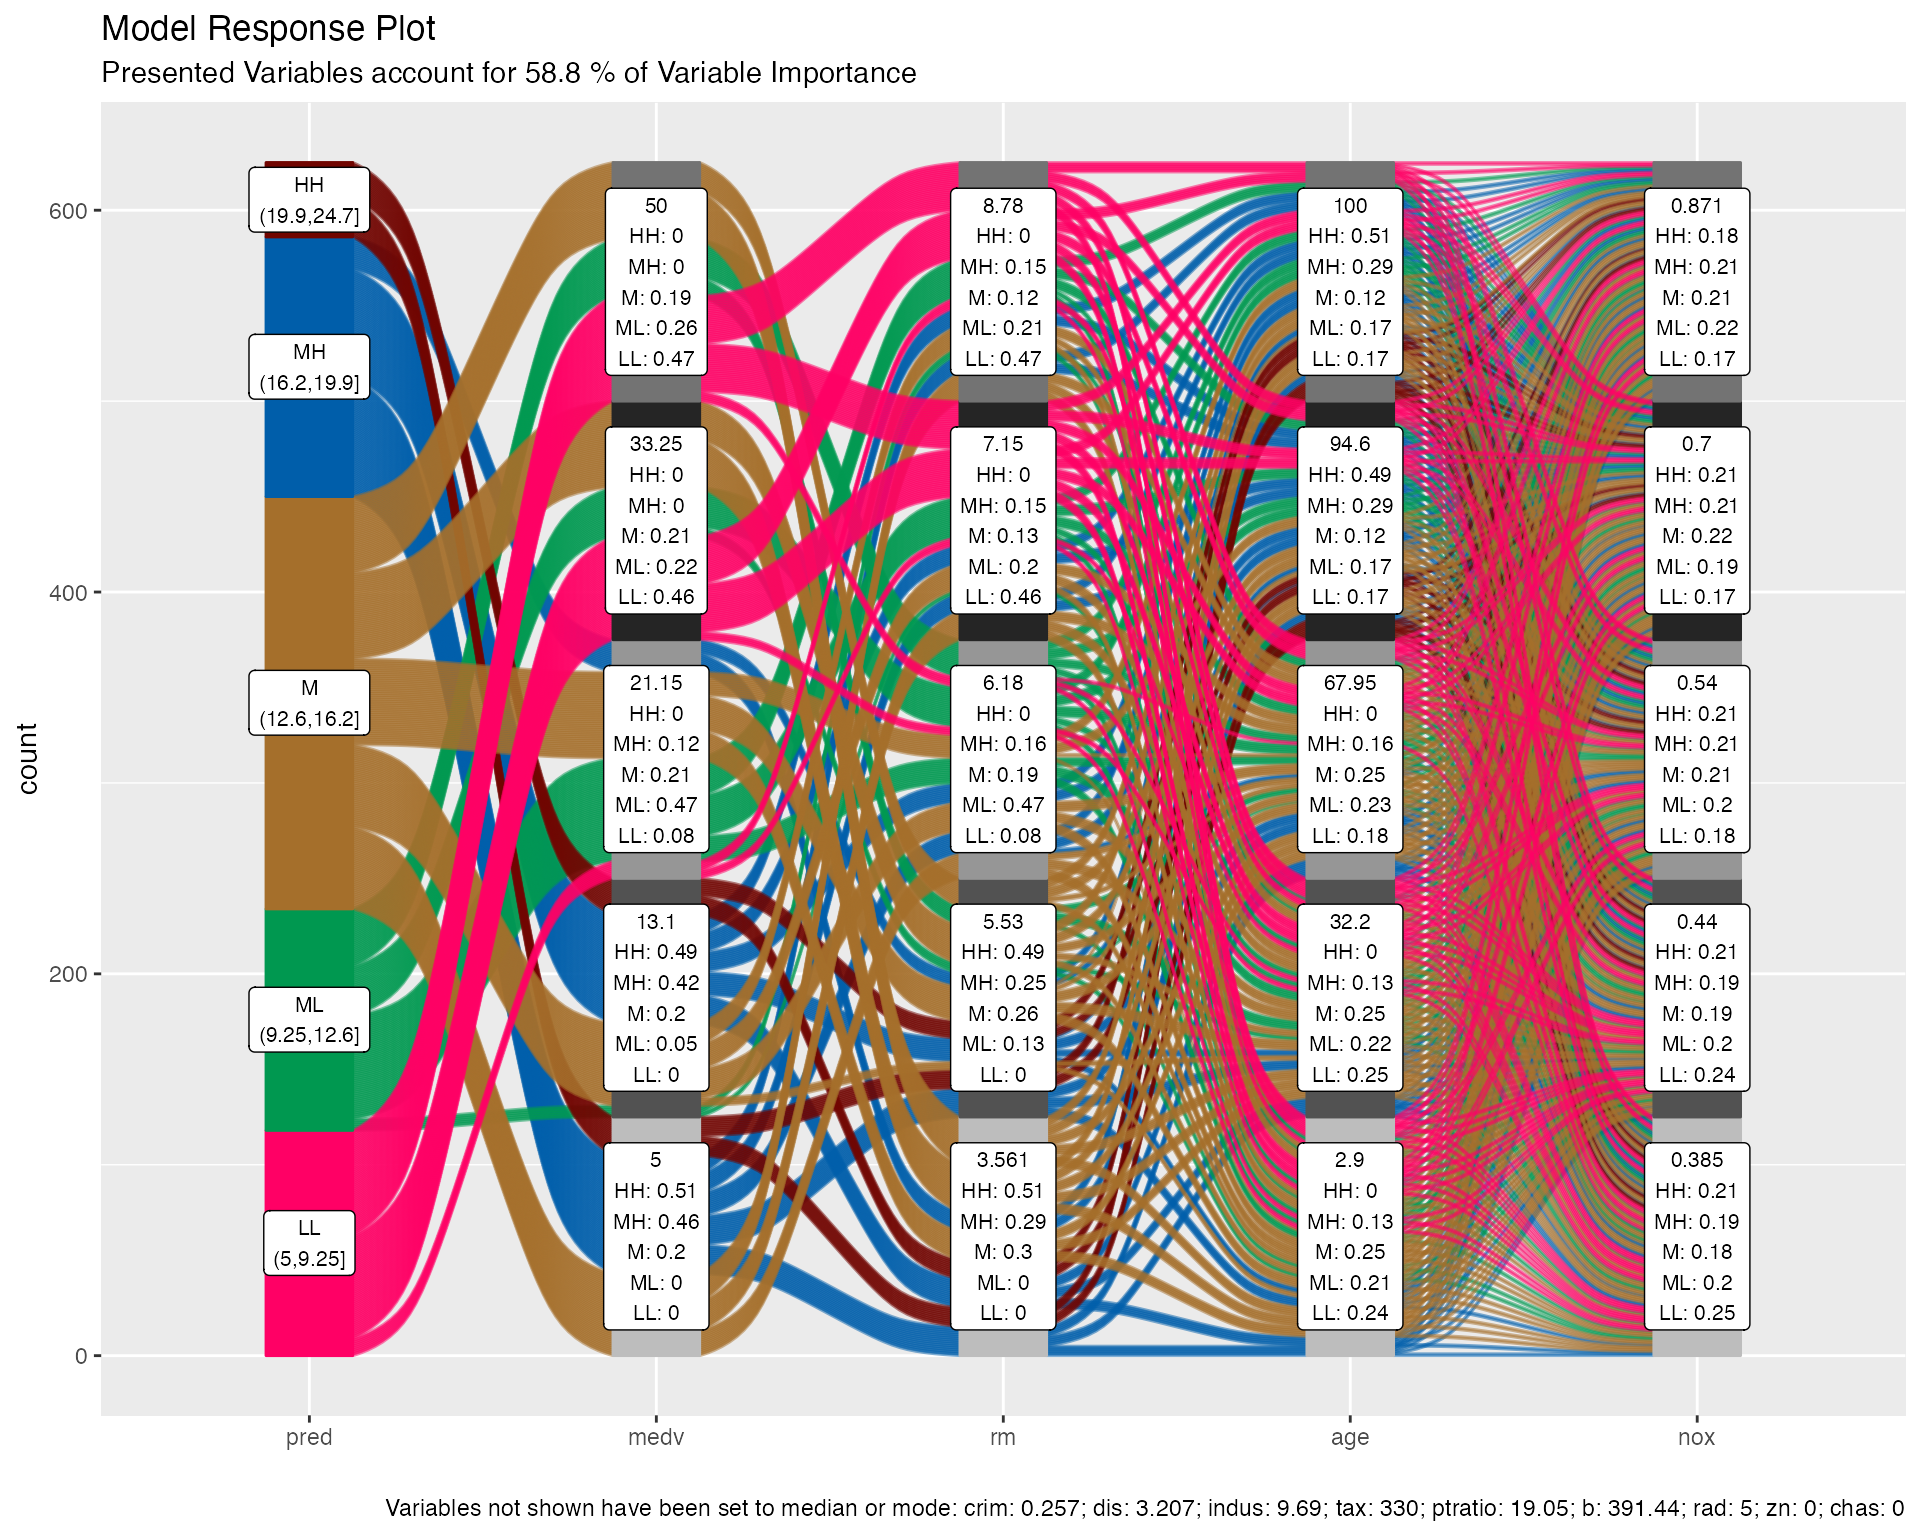 Model Response Plot
Presented Variables account for 58.8 % of Variable Importance
count
600
400
200
0
HH
(19.9,24.7]
MH
(16.2,19.9]
M
(12.6,16.2]
ML
(9.25,12.6]
LL
(5,9.25]
50
HH: 0
MH: 0
M: 0.19
ML: 0.26
LL: 0.47
33.25
HH: 0
MH: 0
M: 0.21
ML: 0.22
LL: 0.46
21.15
HH: 0
MH: 0.12
M: 0.21
ML: 0.47
LL: 0.08
13.1
HH: 0.49
MH: 0.42
M: 0.2
ML: 0.05
LL: 0
5
HH: 0.51
MH: 0.46
M: 0.2
ML: 0
LL: 0
8.78
HH: 0
MH: 0.15
M: 0.12
ML: 0.21
LL: 0.47
7.15
HH: 0
MH: 0.15
M: 0.13
ML: 0.2
LL: 0.46
6.18
HH: 0
MH: 0.16
M: 0.19
ML: 0.47
LL: 0.08
5.53
HH: 0.49
MH: 0.25
M: 0.26
ML: 0.13
LL: 0
3.561
HH: 0.51
MH: 0.29
M: 0.3
ML: 0
LL: 0
100
HH: 0.51
MH: 0.29
M: 0.12
ML: 0.17
LL: 0.17
94.6
HH: 0.49
MH: 0.29
M: 0.12
ML: 0.17
LL: 0.17
67.95
HH: 0
MH: 0.16
M: 0.25
ML: 0.23
LL: 0.18
32.2
HH: 0
MH: 0.13
M: 0.25
ML: 0.22
LL: 0.25
2.9
HH: 0
MH: 0.13
M: 0.25
ML: 0.21
LL: 0.24
0.871
HH: 0.18
MH: 0.21
M: 0.21
ML: 0.22
LL: 0.17
0.7
HH: 0.21
MH: 0.21
M: 0.22
ML: 0.19
LL: 0.17
0.54
HH: 0.21
MH: 0.21
M: 0.21
ML: 0.2
LL: 0.18
0.44
HH: 0.21
MH: 0.19
M: 0.19
ML: 0.2
LL: 0.24
0.385
HH: 0.21
MH: 0.19
M: 0.18
ML: 0.2
LL: 0.25
pred
medv
rm
age
nox
Variables not shown have been set to median or mode: crim: 0.257; dis: 3.207; indus: 9.69; tax: 330; ptratio: 19.05; b: 391.44; rad: 5; zn: 0; chas: 0